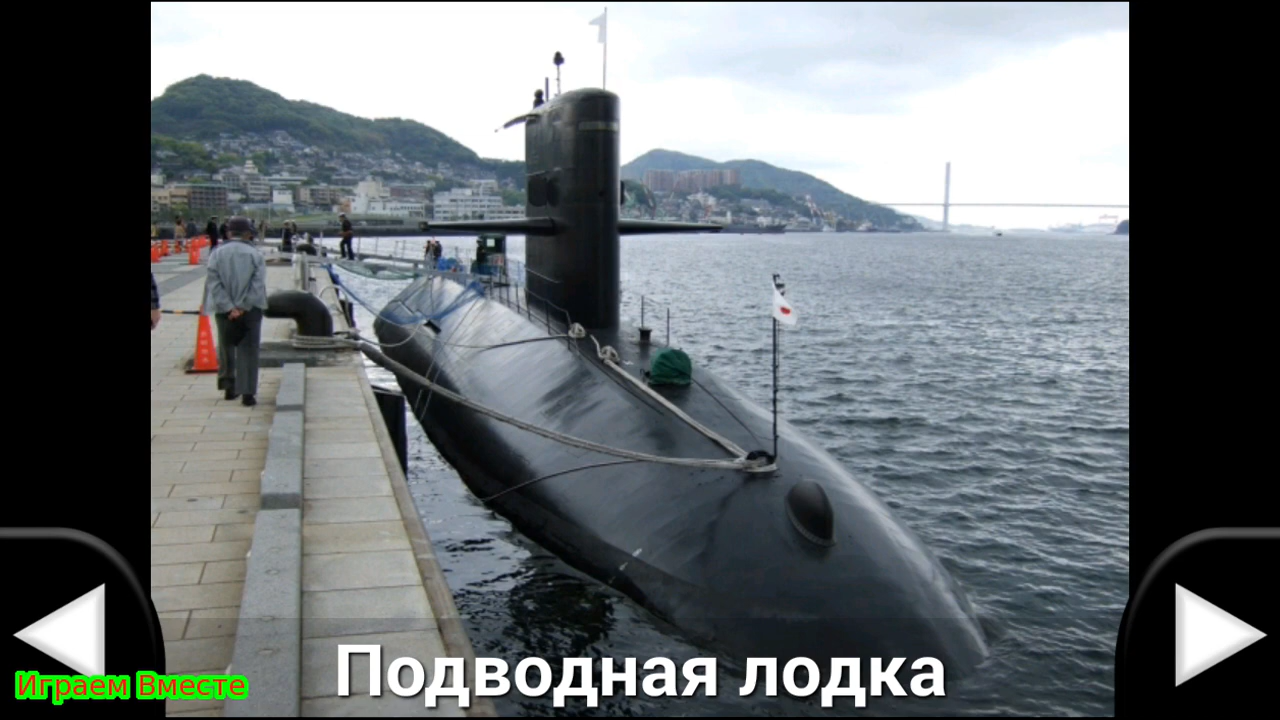 Подводная лодка
Играем Вместе